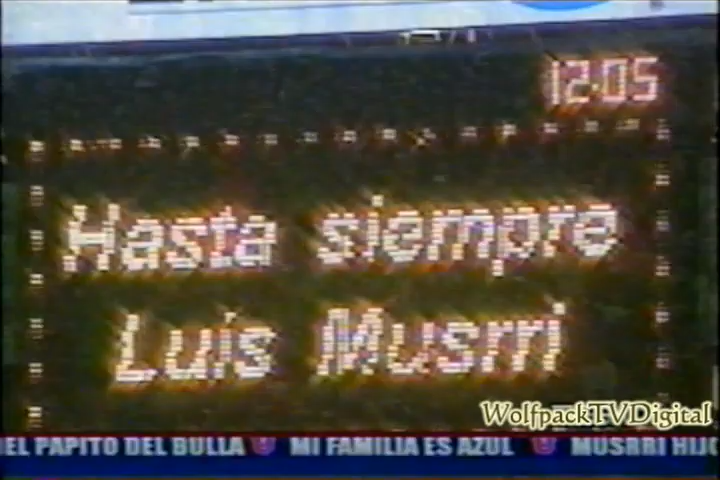 12:05
Hasta siempre
Luis Musrri
WolfpackTVDigital
EL PAPITO DEL BULLA MI FAMILIA ES AZUL MUSRRI HIJO